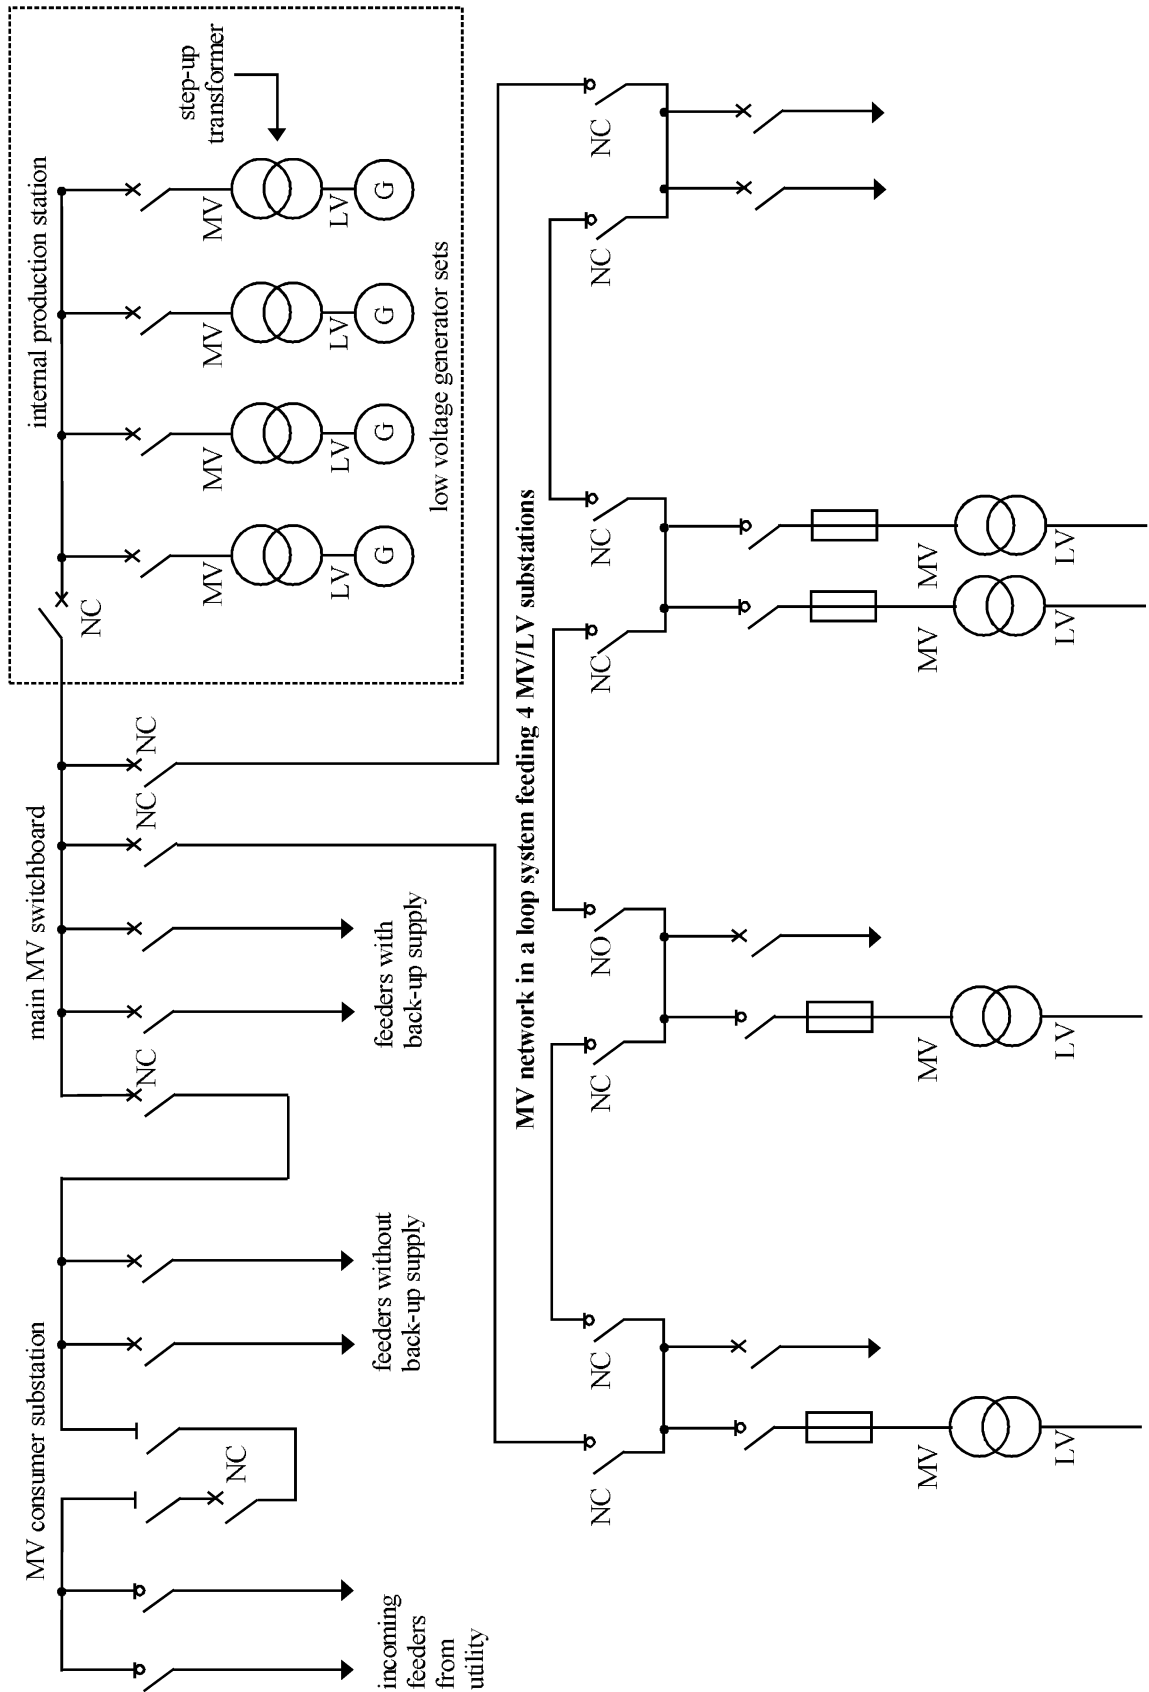 MV consumer substation
main MV switchboard
internal production station
NC
NC
NC
NC
step-up
transformer
MV
MV
MV
MV
NC
LV
LV
LV
LV
G
G
G
G
incoming
feeders
from
utility
feeders without
back-up supply
feeders with
back-up supply
low voltage generator sets
MV network in a loop system feeding 4 MV/LV substations
NC
NC
NC
NO
NC
NC
NC
NC
MV
MV
MV
MV
LV
LV
LV
LV